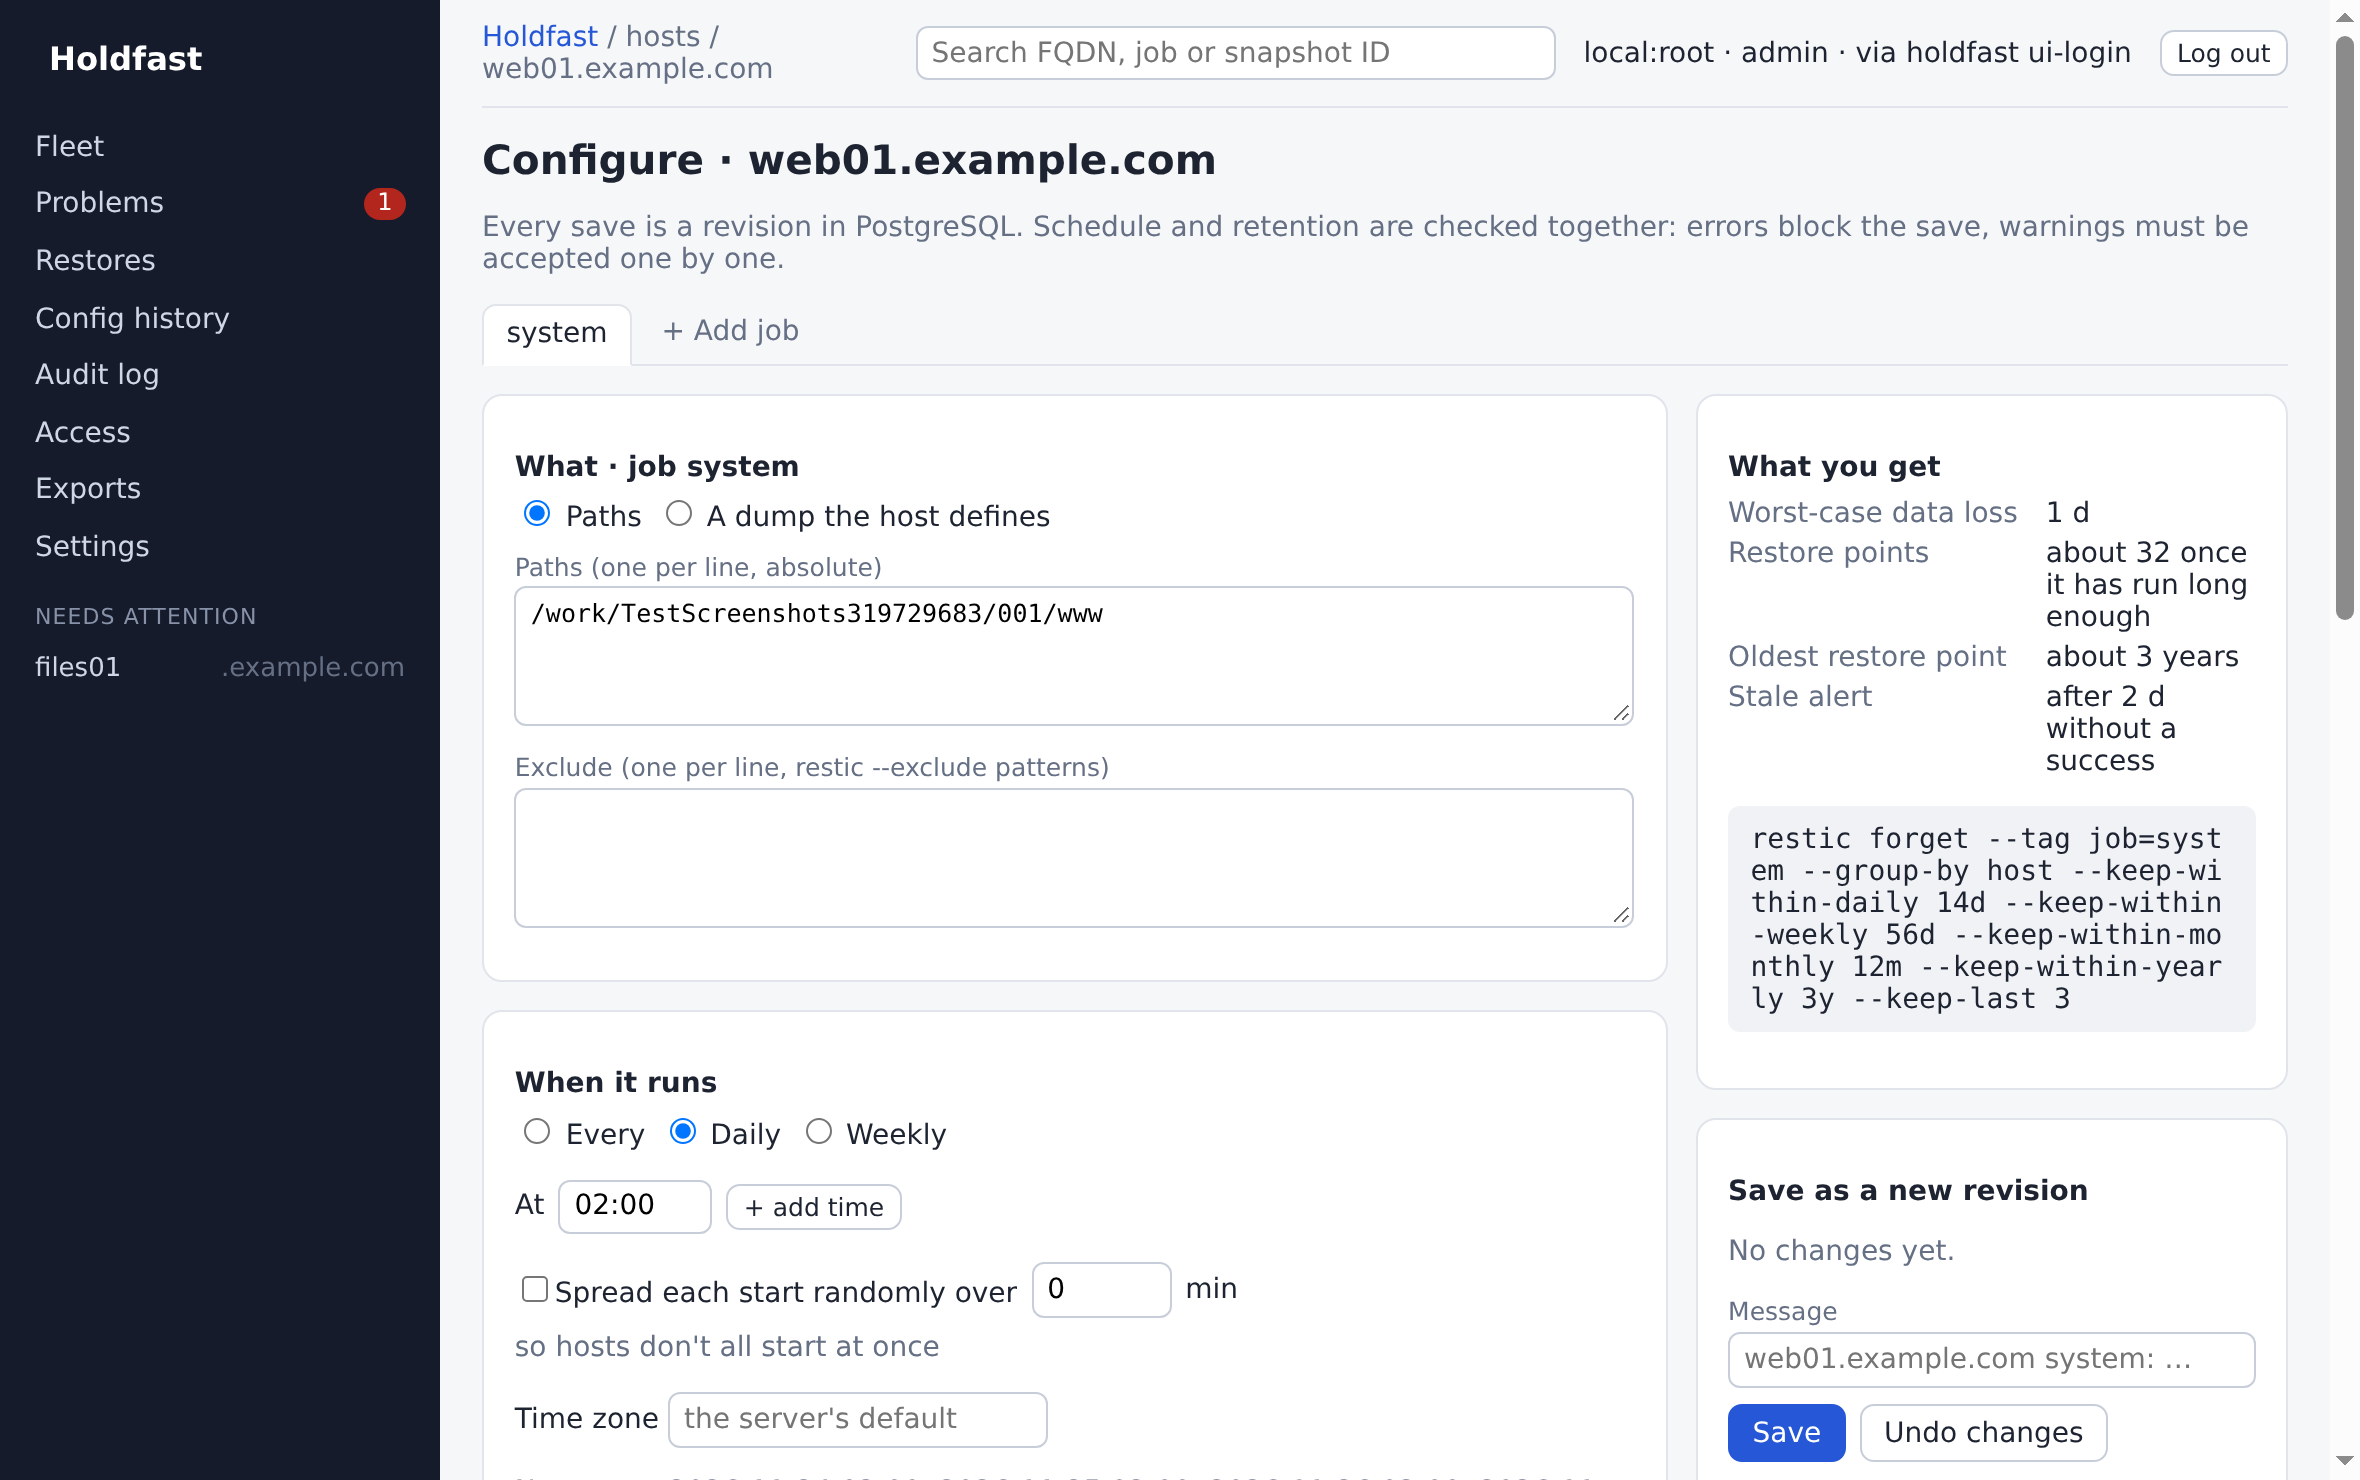 Holdfast
Fleet
Problems 1
Restores
Config history
Audit log
Access
Exports
Settings
NEEDS ATTENTION
files01 .example.com
Holdfast / hosts /
web01.example.com
Search FQDN, job or snapshot ID
local:root · admin · via holdfast ui-login
Log out
Configure · web01.example.com
Every save is a revision in PostgreSQL. Schedule and retention are checked together: errors block the save, warnings must be
accepted one by one.
system
+ Add job
What · job system
Paths A dump the host defines
Paths (one per line, absolute)
/work/TestScreenshots319729683/001/www
Exclude (one per line, restic --exclude patterns)
When it runs
Every Daily Weekly
At 02:00 + add time
Spread each start randomly over 0 min
so hosts don't all start at once
Time zone the server's default
What you get
Worst-case data loss 1 d
Restore points about 32 once
it has run long
enough
Oldest restore point about 3 years
Stale alert after 2 d
without a
success
restic forget --tag job=syst
em --group-by host --keep-wi
thin-daily 14d --keep-within
-weekly 56d --keep-within-mo
nthly 12m --keep-within-year
ly 3y --keep-last 3
Save as a new revision
No changes yet.
Message
web01.example.com system: ...
Save Undo changes